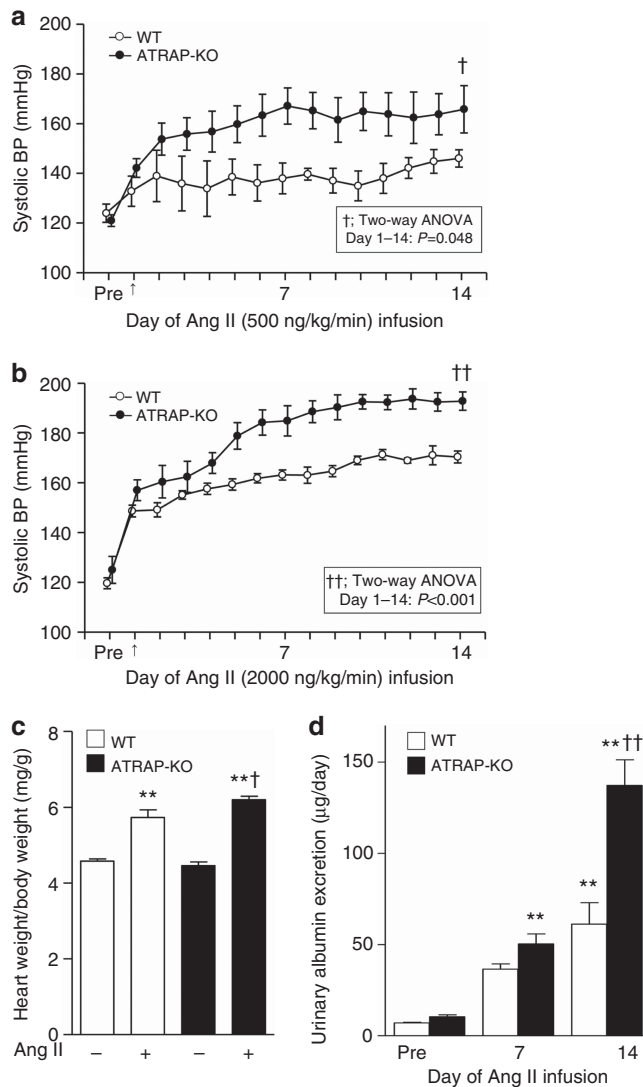 a
WT
ATRAP-KO
†
Systolic BP (mmHg)
200
180
160
140
120
100
†; Two-way ANOVA
Day 1–14: P=0.048
Pre ↑ 7 14
Day of Ang II (500 ng/kg/min) infusion
b
WT
ATRAP-KO
††
Systolic BP (mmHg)
200
180
160
140
120
100
††; Two-way ANOVA
Day 1–14: P<0.001
Pre ↑ 7 14
Day of Ang II (2000 ng/kg/min) infusion
c
WT
ATRAP-KO
Heart weight/body weight (mg/g)
8
6
4
2
0
**
**†
Ang II – + – +
d
WT
ATRAP-KO
Urinary albumin excretion (μg/day)
150
100
50
0
**
**
**††
Pre 7 14
Day of Ang II infusion